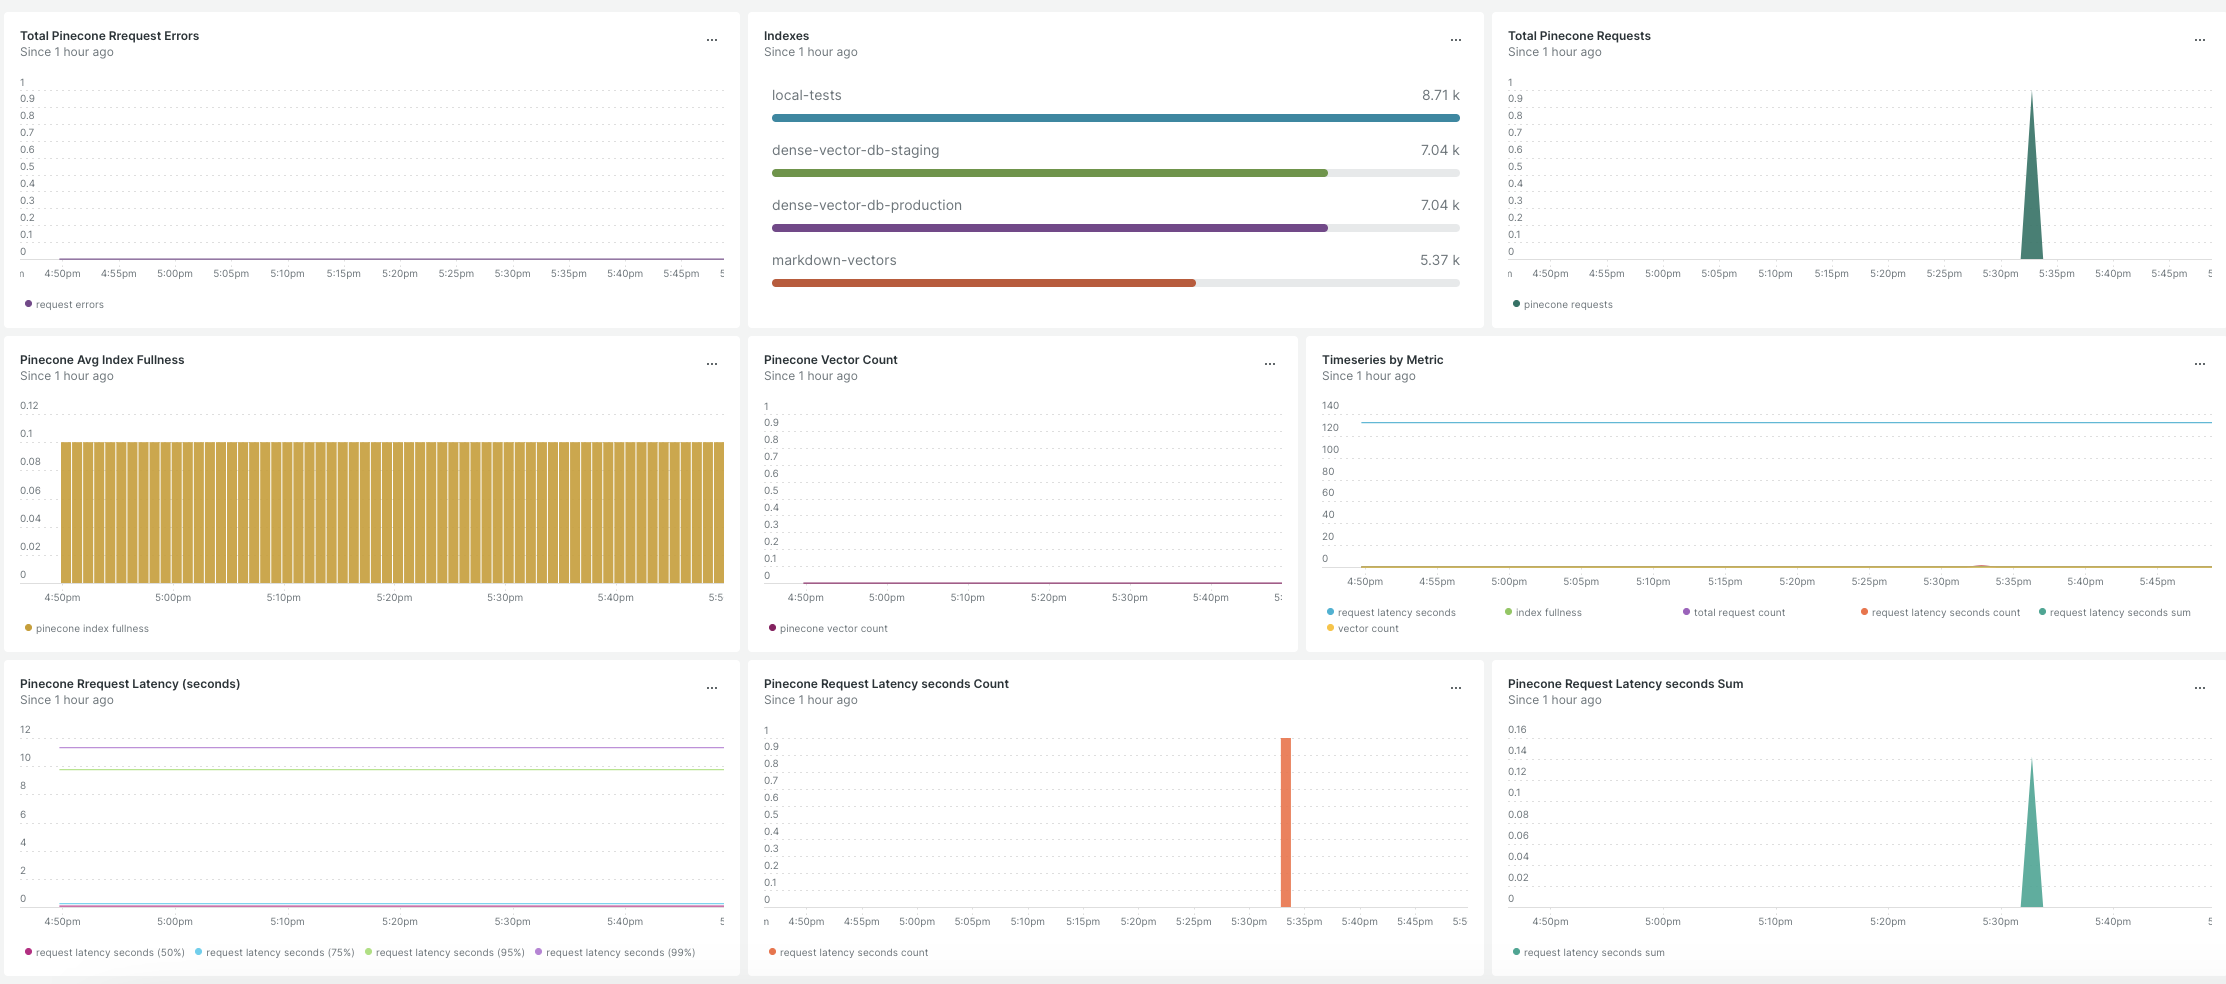 Total Pinecone Rrequest Errors
Since 1 hour ago
...
1
0.9
0.8
0.7
0.6
0.5
0.4
0.3
0.2
0.1
0
n 4:50pm 4:55pm 5:00pm 5:05pm 5:10pm 5:15pm 5:20pm 5:25pm 5:30pm 5:35pm 5:40pm 5:45pm 5
request errors
Indexes
Since 1 hour ago
...
local-tests 8.71 k
dense-vector-db-staging 7.04 k
dense-vector-db-production 7.04 k
markdown-vectors 5.37 k
Total Pinecone Requests
Since 1 hour ago
...
1
0.9
0.8
0.7
0.6
0.5
0.4
0.3
0.2
0.1
0
n 4:50pm 4:55pm 5:00pm 5:05pm 5:10pm 5:15pm 5:20pm 5:25pm 5:30pm 5:35pm 5:40pm 5:45pm 5
pinecone requests
Pinecone Avg Index Fullness
Since 1 hour ago
...
0.12
0.1
0.08
0.06
0.04
0.02
0
4:50pm 5:00pm 5:10pm 5:20pm 5:30pm 5:40pm 5:5
pinecone index fullness
Pinecone Vector Count
Since 1 hour ago
...
1
0.9
0.8
0.7
0.6
0.5
0.4
0.3
0.2
0.1
0
4:50pm 5:00pm 5:10pm 5:20pm 5:30pm 5:40pm 5:
pinecone vector count
Timeseries by Metric
Since 1 hour ago
...
140
120
100
80
60
40
20
0
4:50pm 4:55pm 5:00pm 5:05pm 5:10pm 5:15pm 5:20pm 5:25pm 5:30pm 5:35pm 5:40pm 5:45pm
request latency seconds index fullness total request count request latency seconds count request latency seconds sum
vector count
Pinecone Rrequest Latency (seconds)
Since 1 hour ago
...
12
10
8
6
4
2
0
4:50pm 5:00pm 5:10pm 5:20pm 5:30pm 5:40pm 5
request latency seconds (50%) request latency seconds (75%) request latency seconds (95%) request latency seconds (99%)
Pinecone Request Latency seconds Count
Since 1 hour ago
...
1
0.9
0.8
0.7
0.6
0.5
0.4
0.3
0.2
0.1
0
n 4:50pm 4:55pm 5:00pm 5:05pm 5:10pm 5:15pm 5:20pm 5:25pm 5:30pm 5:35pm 5:40pm 5:45pm 5:5
request latency seconds count
Pinecone Request Latency seconds Sum
Since 1 hour ago
...
0.16
0.14
0.12
0.1
0.08
0.06
0.04
0.02
0
4:50pm 5:00pm 5:10pm 5:20pm 5:30pm 5:40pm 5
request latency seconds sum